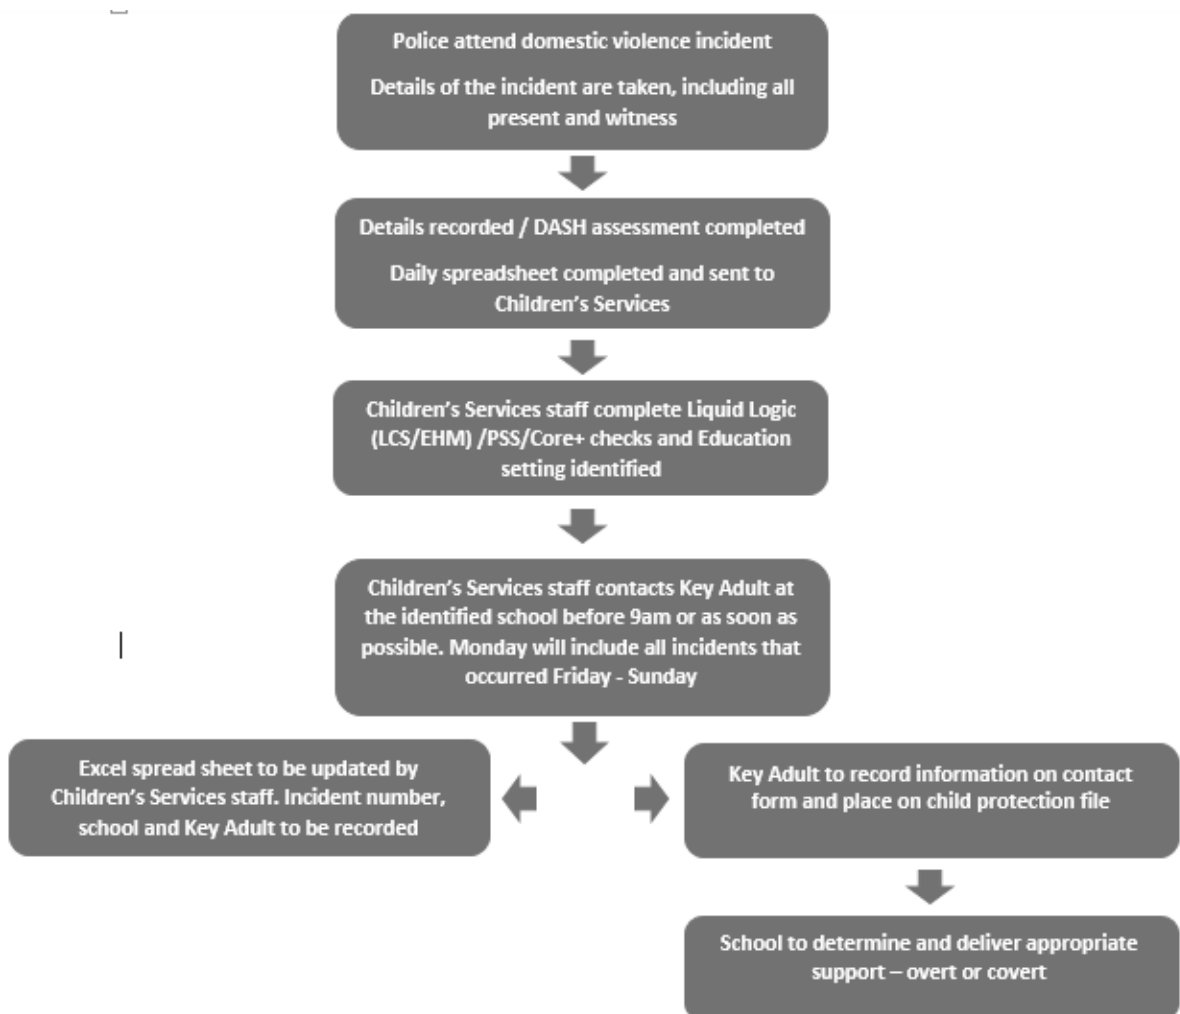 Police attend domestic violence incident
Details of the incident are taken, including all
present and witness
Details recorded / DASH assessment completed
Daily spreadsheet completed and sent to
Children’s Services
Children’s Services staff complete Liquid Logic
(LCS/EHM) /PSS/Core+ checks and Education
setting identified
Children’s Services staff contacts Key Adult at
the identified school before 9am or as soon as
possible. Monday will include all incidents that
occurred Friday - Sunday
Excel spread sheet to be updated by
Children’s Services staff. Incident number,
school and Key Adult to be recorded
Key Adult to record information on contact
form and place on child protection file
School to determine and deliver appropriate
support – overt or covert